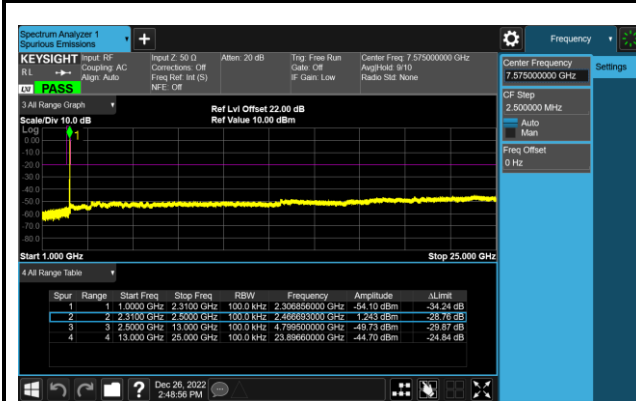 Spectrum Analyzer 1
Spurious Emissions
Frequency
KEYSIGHT
R L
Input: RF
Coupling: AC
Align: Auto
Input Z: 50 Ω
Corrections: Off
Freq Ref: Int (S)
NFE: Off
Atten: 20 dB
Trig: Free Run
Gate: Off
IF Gain: Low
Center Freq: 7.575000000 GHz
Avg|Hold: 9/10
Radio Std: None
LXI
PASS
3 All Range Graph
Scale/Div 10.0 dB
Ref Lvl Offset 22.00 dB
Ref Value 10.00 dBm
Log
1
0.00
-10.0
-20.0
-30.0
-40.0
-50.0
-60.0
-70.0
-80.0
Start 1.000 GHz
Stop 25.000 GHz
4 All Range Table
Spur Range Start Freq Stop Freq RBW Frequency Amplitude ΔLimit
1 1 1.0000 GHz 2.3100 GHz 100.0 kHz 2.306856000 GHz -54.10 dBm -34.24 dB
2 2 2.3100 GHz 2.5000 GHz 100.0 kHz 2.466693000 GHz 1.243 dBm -28.76 dB
3 3 2.5000 GHz 13.000 GHz 100.0 kHz 4.799500000 GHz -49.73 dBm -29.87 dB
4 4 13.000 GHz 25.000 GHz 100.0 kHz 23.89660000 GHz -44.70 dBm -24.84 dB
Center Frequency
7.575000000 GHz
Settings
CF Step
2.500000 MHz
Auto
Man
Freq Offset
0 Hz
?
Dec 26, 2022
2:48:56 PM